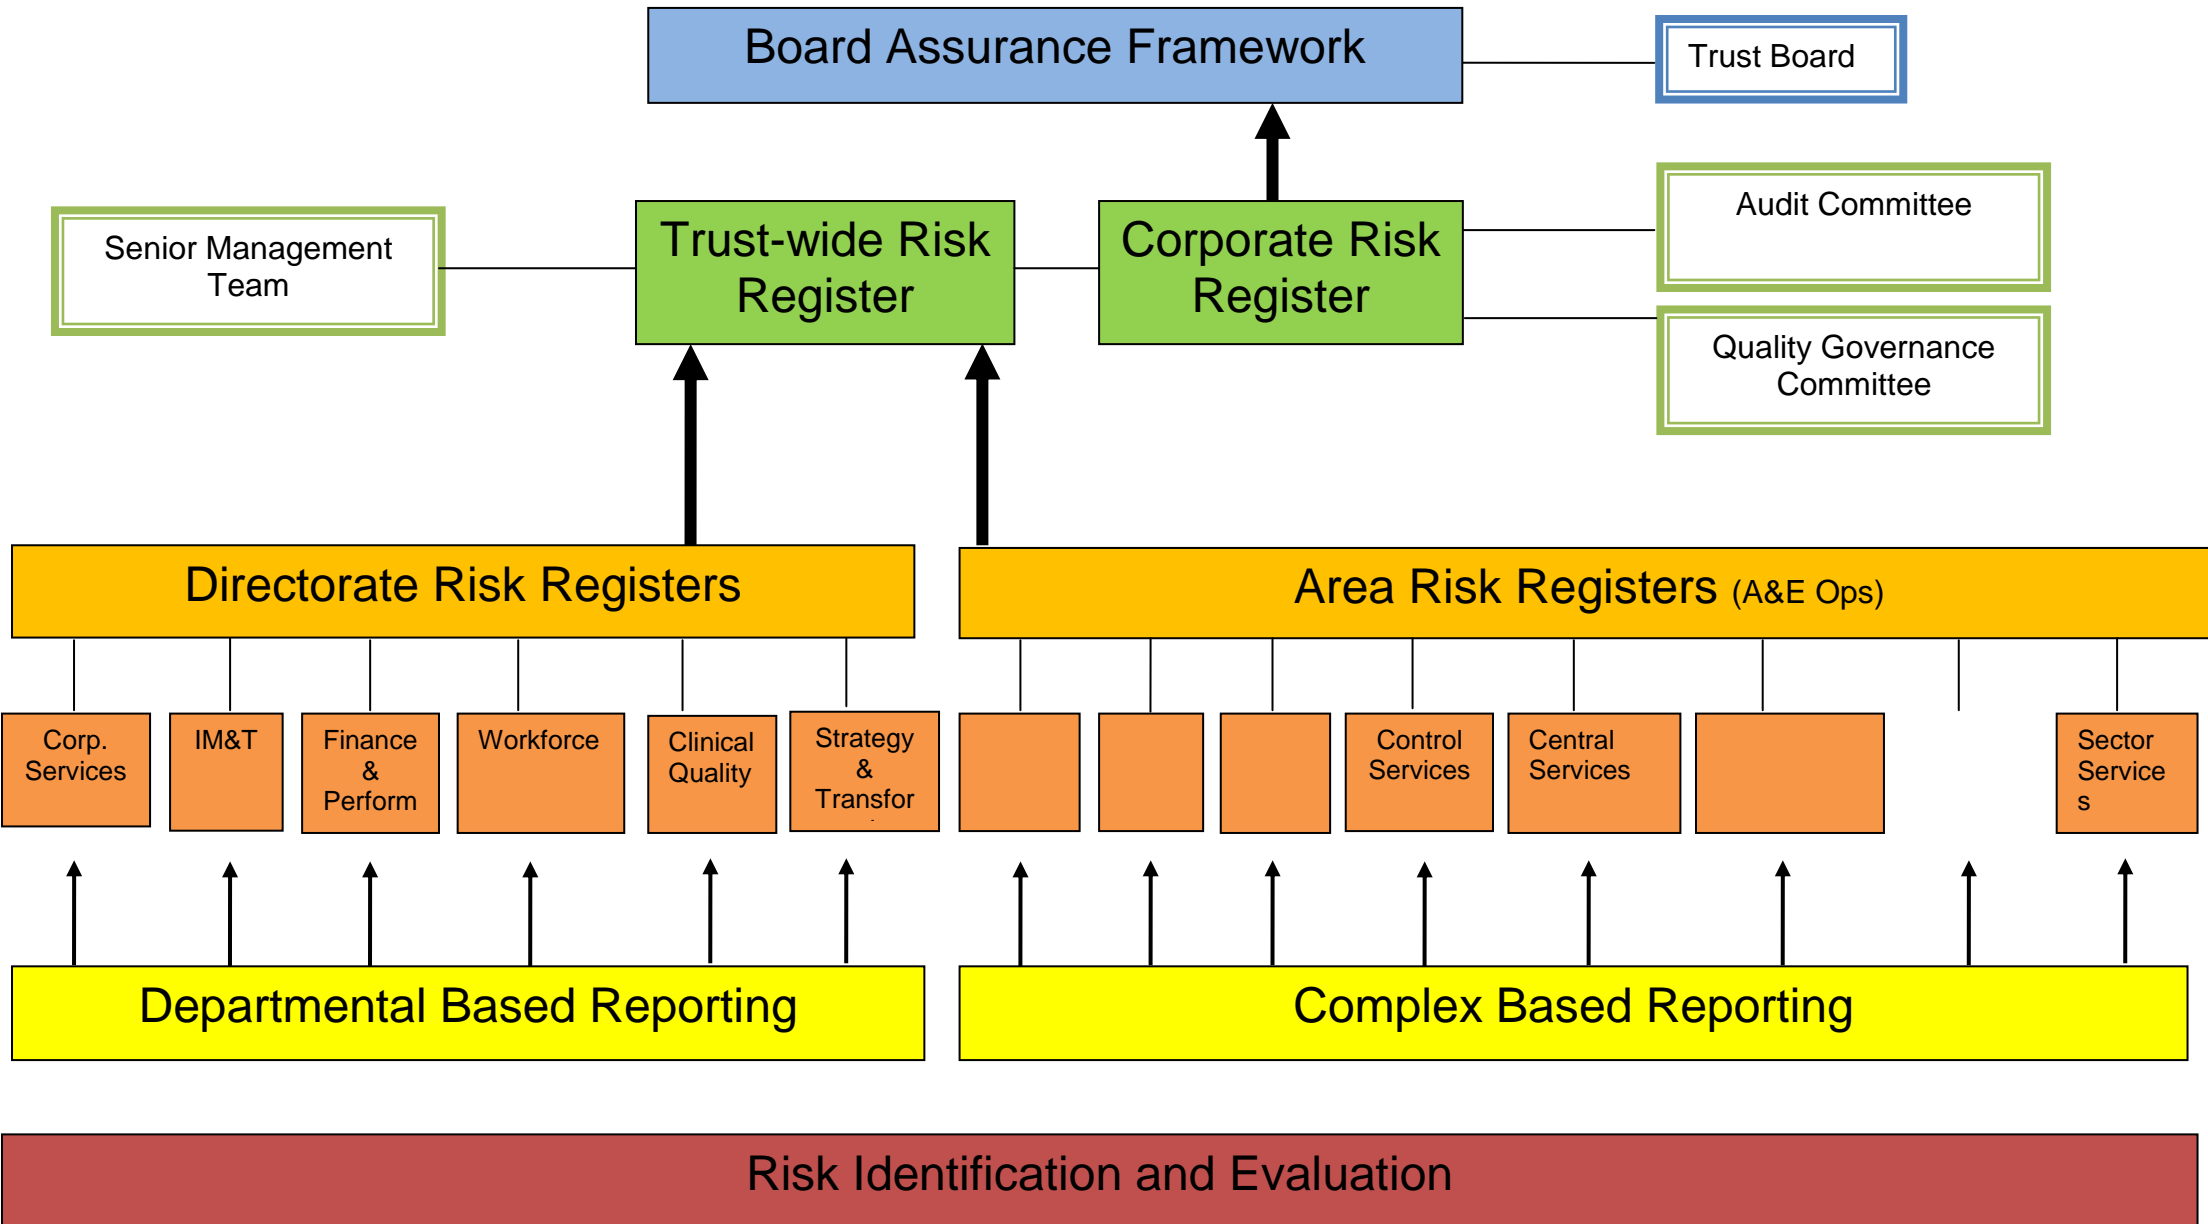 Board Assurance Framework
Trust Board
Audit Committee
Senior Management
Team
Trust-wide Risk
Register
Corporate Risk
Register
Quality Governance
Committee
Directorate Risk Registers
Area Risk Registers (A&E Ops)
Corp.
Services
IM&T
Finance
&
Perform
Workforce
Clinical
Quality
Strategy
&
Transfor
Control
Services
Central
Services
Sector
Service
s
Departmental Based Reporting
Complex Based Reporting
Risk Identification and Evaluation